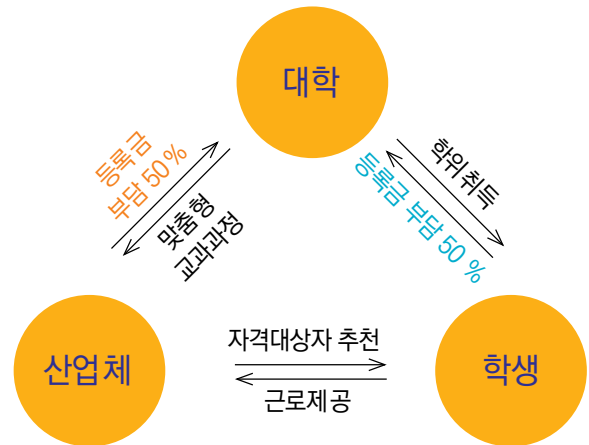 대학
등록금
부담 50%
맞춤형
교과과정
학위취득
등록금 부담 50 %
산업체
자격대상자 추천
근로제공
학생